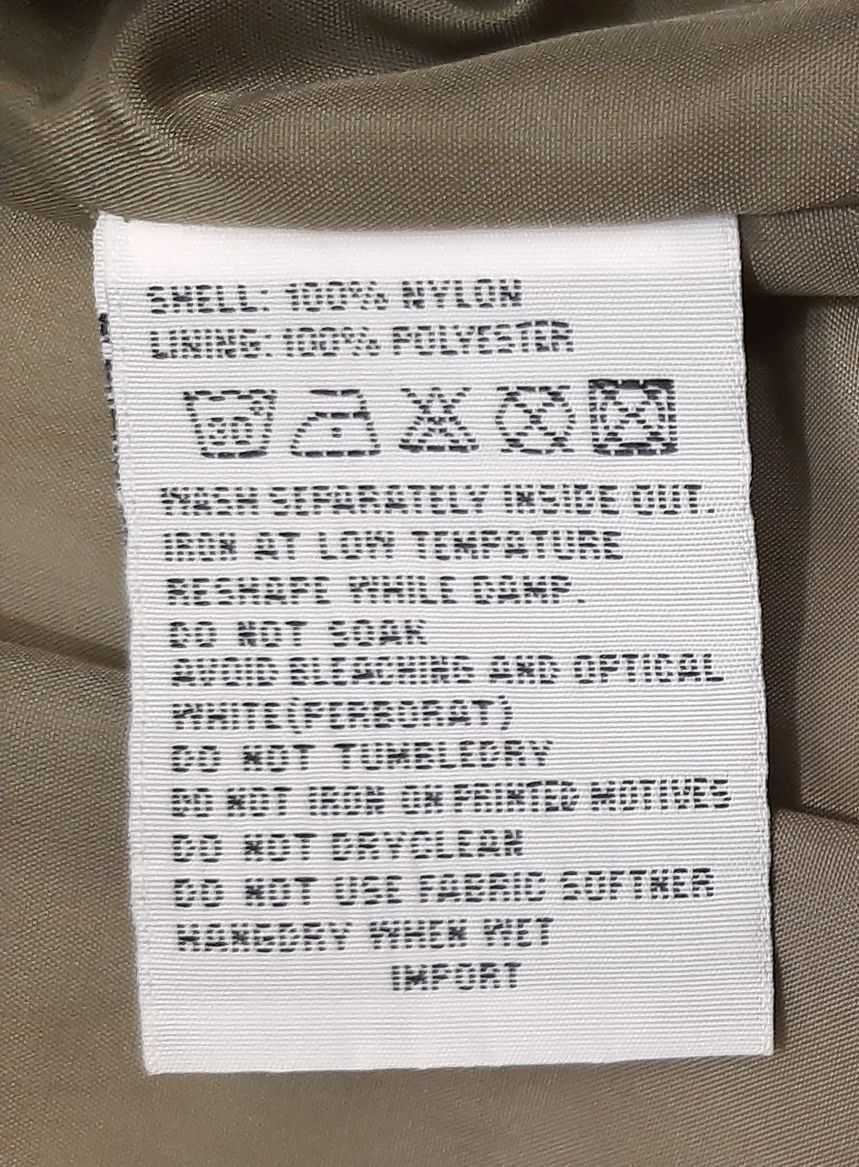 SHELL: 100% NYLON
LINING: 100% POLYESTER
30°
WASH SEPARATELY INSIDE OUT.
IRON AT LOW TEMPATURE
RESHAPE WHILE DAMP.
DO NOT SOAK
AVOID BLEACHING AND OPTICAL
WHITE(PERBORAT)
DO NOT TUMBLEDRY
DO NOT IRON ON PRINTED MOTIVES
DO NOT DRYCLEAN
DO NOT USE FABRIC SOFTNER
HANGDRY WHEN WET
IMPORT